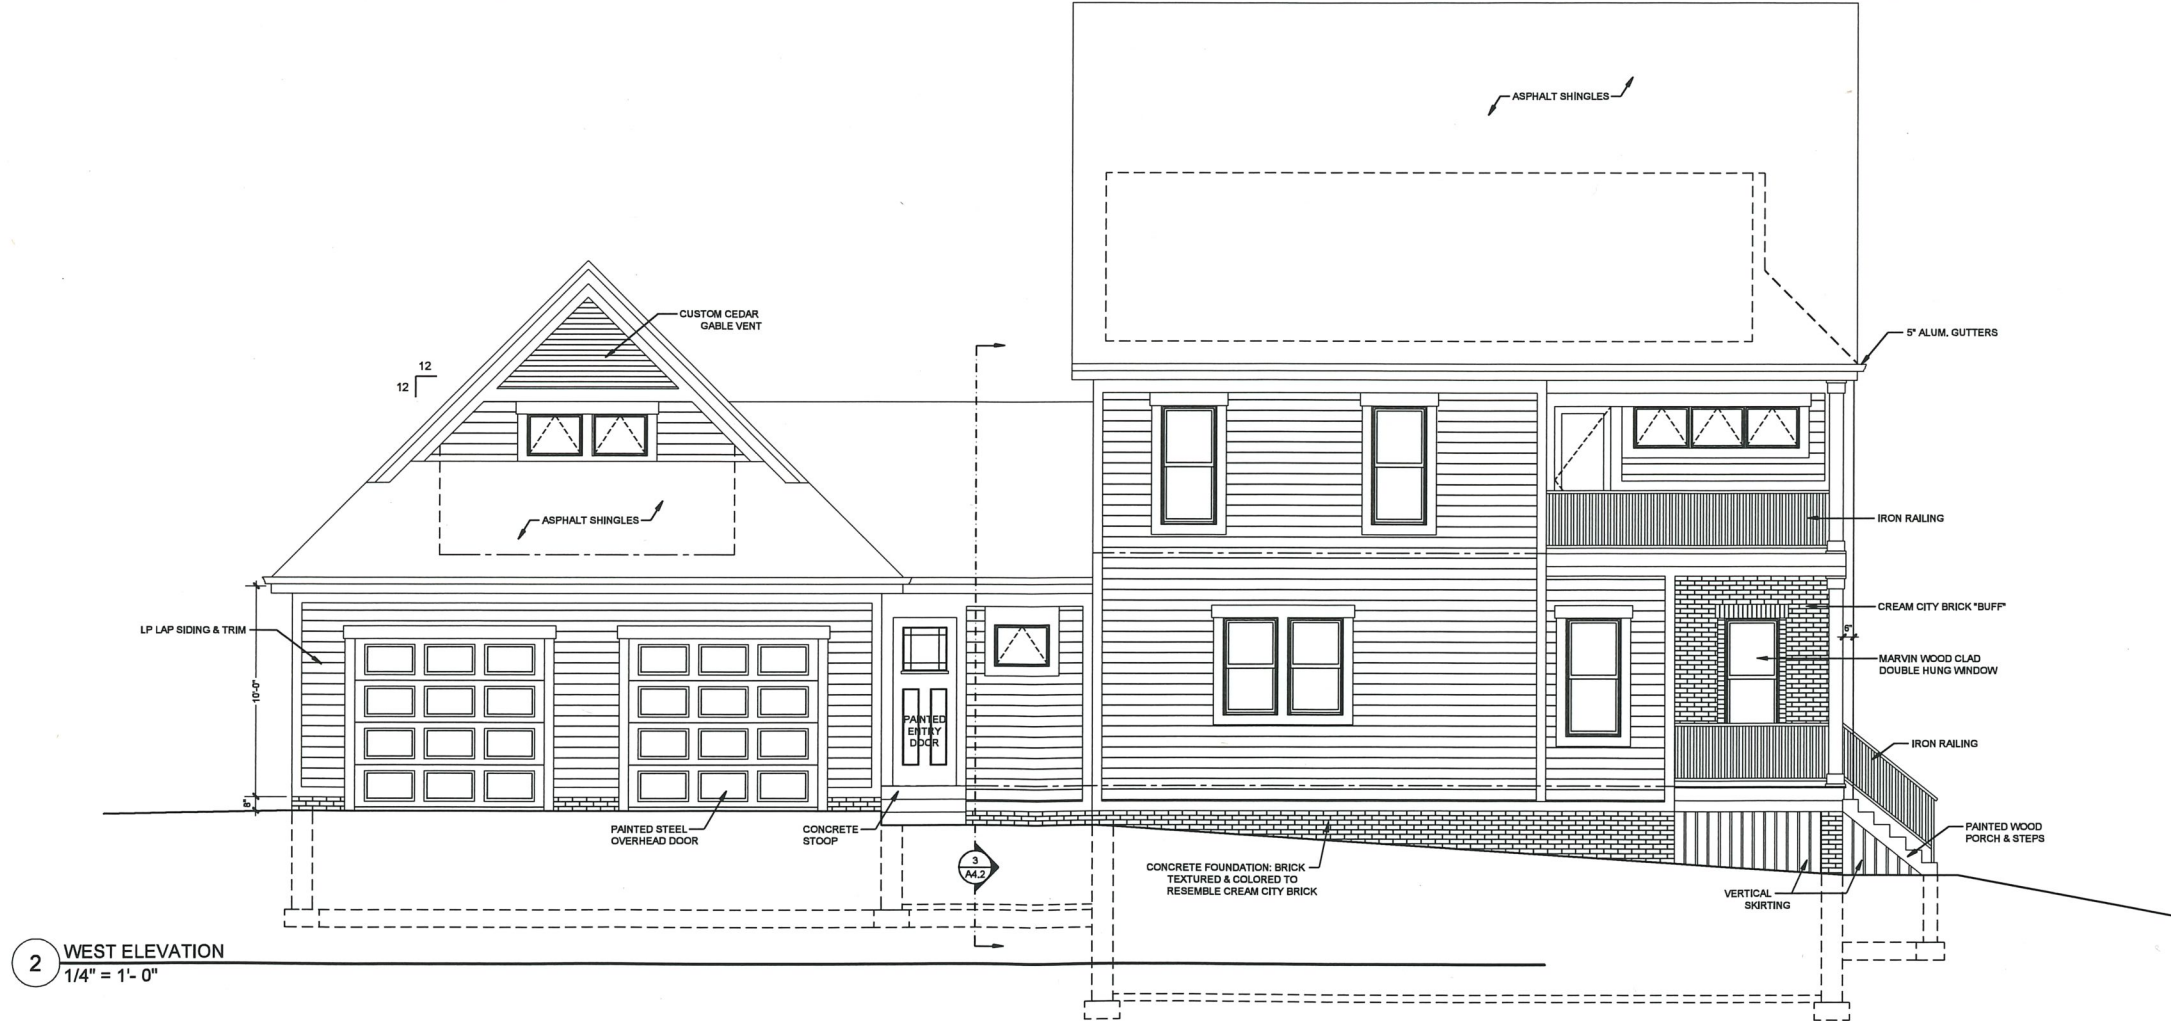 ASPHALT SHINGLES
CUSTOM CEDAR
GABLE VENT
5" ALUM. GUTTERS
12
12
ASPHALT SHINGLES
IRON RAILING
CREAM CITY BRICK "BUFF"
LP LAP SIDING & TRIM
6"
MARVIN WOOD CLAD
DOUBLE HUNG WINDOW
10'-0"
PAINTED
ENTRY
DOOR
IRON RAILING
8"
PAINTED STEEL
OVERHEAD DOOR
CONCRETE
STOOP
PAINTED WOOD
PORCH & STEPS
3
A4.2
CONCRETE FOUNDATION: BRICK
TEXTURED & COLORED TO
RESEMBLE CREAM CITY BRICK
VERTICAL
SKIRTING
2
WEST ELEVATION
1/4" = 1'- 0"